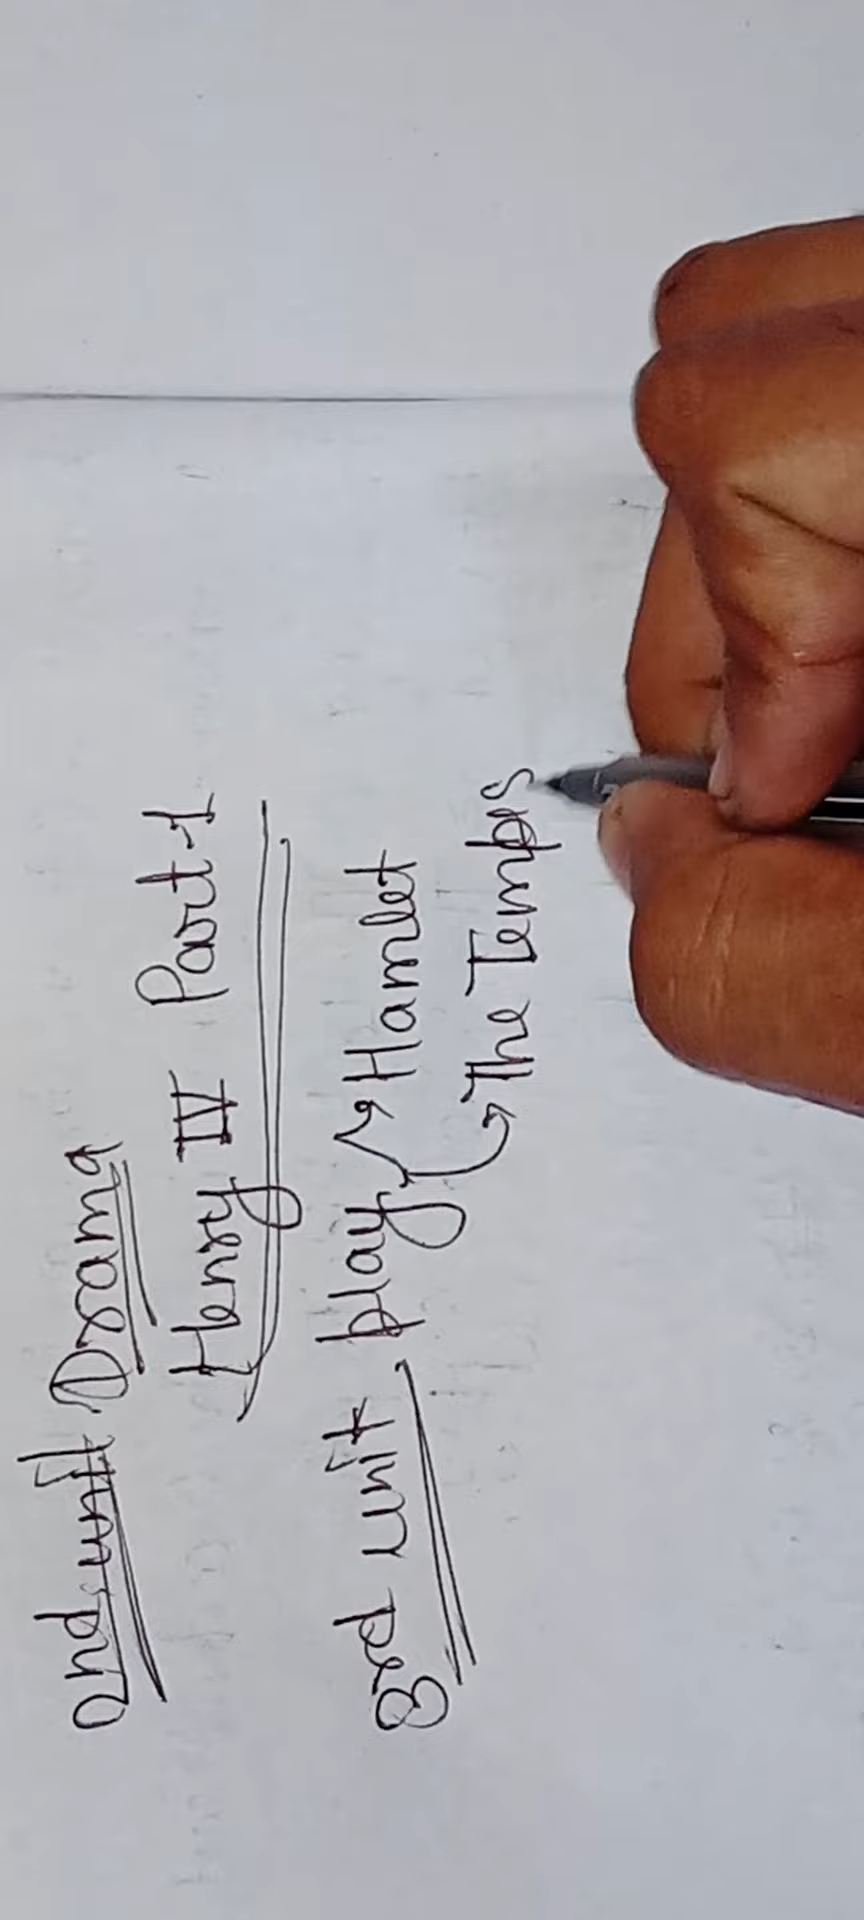 2nd unit Drama
Henry IV Part-1
3rd unit play → Hamlet
→ The Tempes